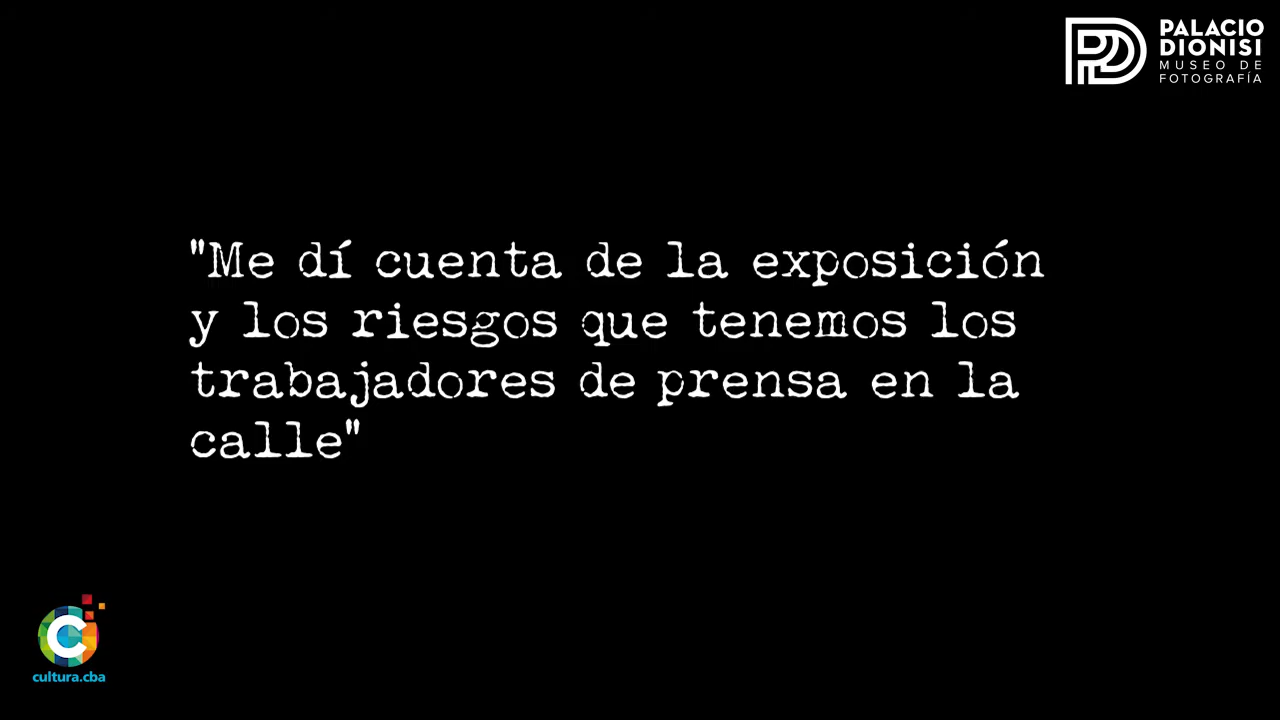 PALACIO
DIONISI
MUSEO DE
FOTOGRAFÍA
"Me dí cuenta de la exposición
y los riesgos que tenemos los
trabajadores de prensa en la
calle"
cultura.cba